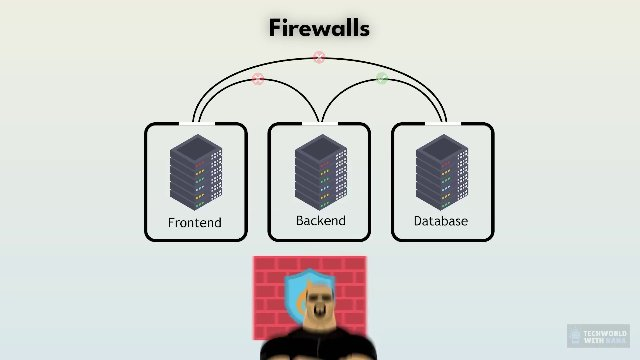 Firewalls
Frontend
Backend
Database
TECHWORLD
WITH NANA